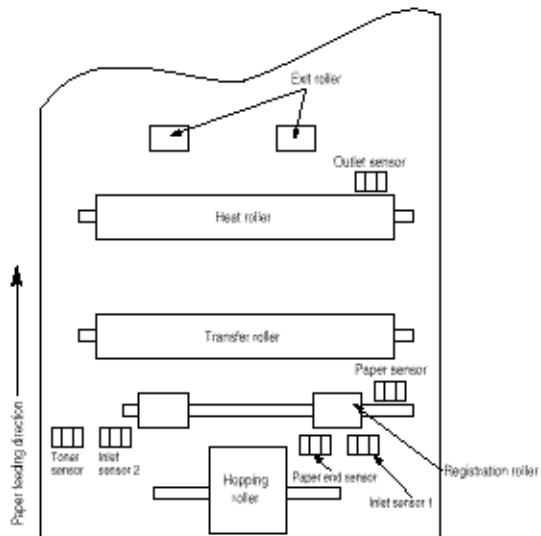 Exit roller
Outlet sensor
Heat roller
Transfer roller
Paper sensor
Paper feeding direction
Toner
sensor
Inlet
sensor 2
Hopping
roller
Paper end sensor
Registration roller
Inlet sensor 1